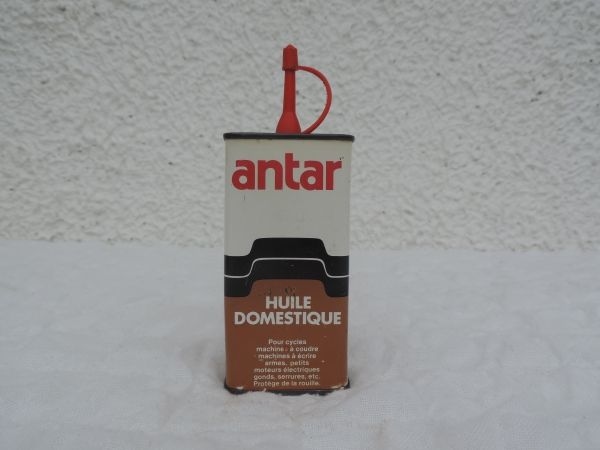 antar
HUILE
DOMESTIQUE
Pour cycles
machine à coudre
machines à écrire
armes, petits
moteurs électriques
gonds, serrures, etc.
Protège de la rouille.